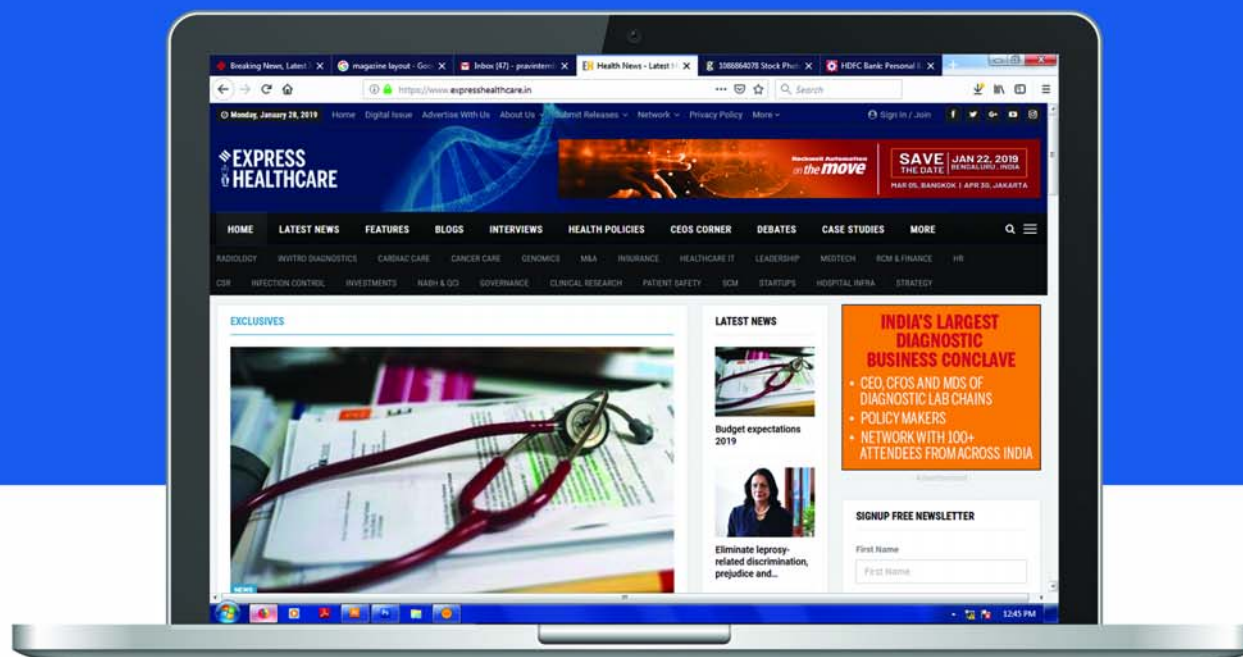 Breaking News, Latest
magazine layout - Goo
Inbox (47) - pravintern
Health News - Latest
1086864078 Stock Phot
HDFC Bank: Personal
https://www.expresshealthcare.in
Search
Monday, January 28, 2019 Home Digital Issue Advertise With Us About Us Submit Releases Network Privacy Policy More Sign in / Join
EXPRESS
HEALTHCARE
Rockwell Automation
on the move
SAVE
THE DATE
JAN 22, 2019
BENGALURU, INDIA
MAR 05, BANGKOK | APR 30, JAKARTA
HOME LATEST NEWS FEATURES BLOGS INTERVIEWS HEALTH POLICIES CEOS CORNER DEBATES CASE STUDIES MORE
RADIOLOGY INVITRO DIAGNOSTICS CARDIAC CARE CANCER CARE GENOMICS M&A INSURANCE HEALTHCARE IT LEADERSHIP MEDTECH RCM & FINANCE HR
CSR INFECTION CONTROL INVESTMENTS NABH & QCI GOVERNANCE CLINICAL RESEARCH PATIENT SAFETY SCM STARTUPS HOSPITAL INFRA STRATEGY
EXCLUSIVES
NEWS
LATEST NEWS
Budget expectations
2019
Eliminate leprosy-
related discrimination,
prejudice and...
INDIA'S LARGEST
DIAGNOSTIC
BUSINESS CONCLAVE
• CEO, CFOS AND MDS OF
DIAGNOSTIC LAB CHAINS
• POLICY MAKERS
• NETWORK WITH 100+
ATTENDEES FROM ACROSS INDIA
Advertisement
SIGNUP FREE NEWSLETTER
First Name
First Name
12:45 PM